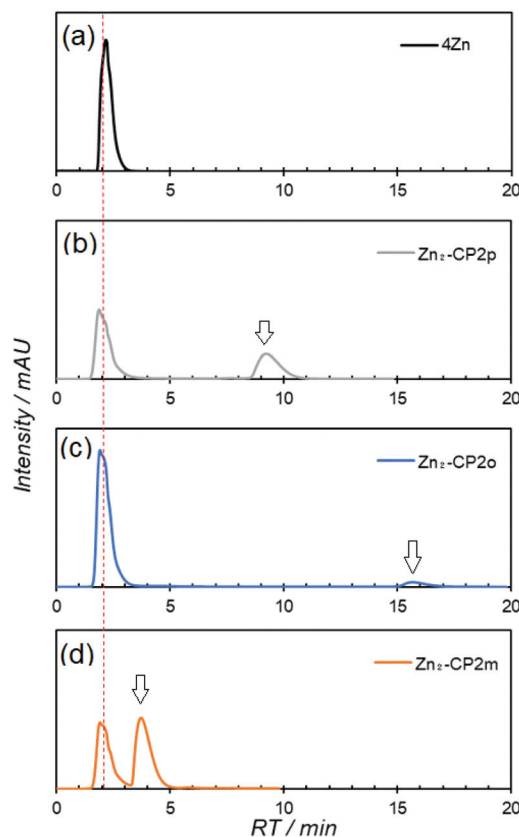 (a)
4Zn
0 5 10 15 20
(b)
Zn₂-CP2p
0 5 10 15 20
(c)
Zn₂-CP2o
0 5 10 15 20
(d)
Zn₂-CP2m
0 5 10 15 20
Intensity / mAU
RT / min